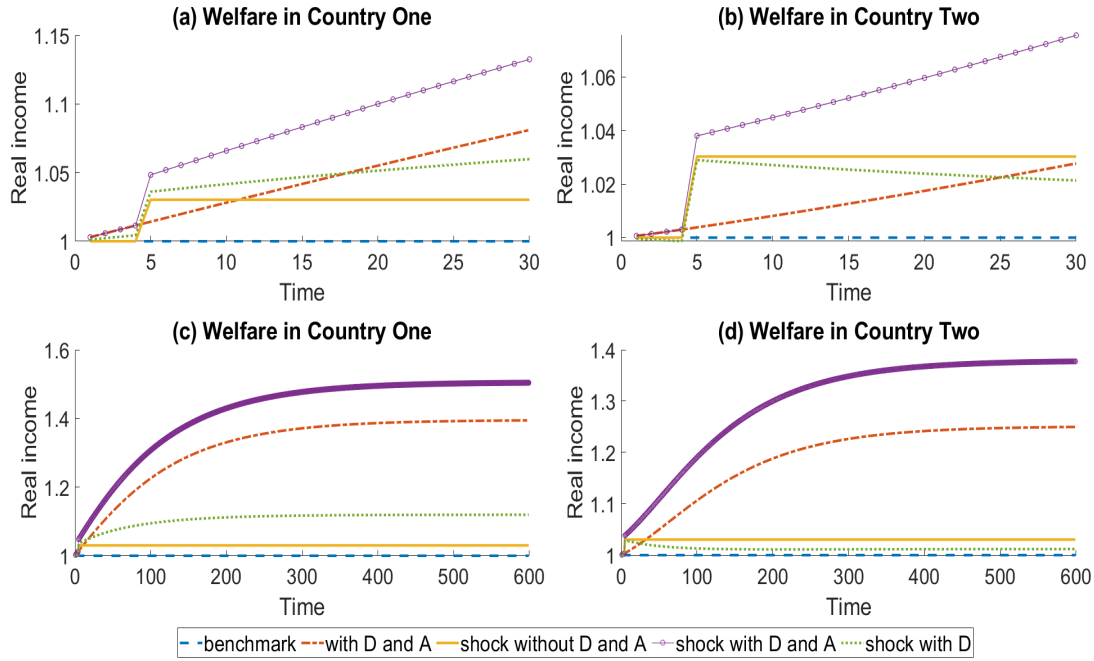 (a) Welfare in Country One
(b) Welfare in Country Two
1.15
1.1
1.05
1
Real income
0 5 10 15 20 25 30
Time
1.06
1.04
1.02
1
Real income
0 5 10 15 20 25 30
Time
(c) Welfare in Country One
(d) Welfare in Country Two
1.6
1.4
1.2
1
Real income
0 100 200 300 400 500 600
Time
1.4
1.3
1.2
1.1
1
Real income
0 100 200 300 400 500 600
Time
benchmark with D and A shock without D and A shock with D and A shock with D